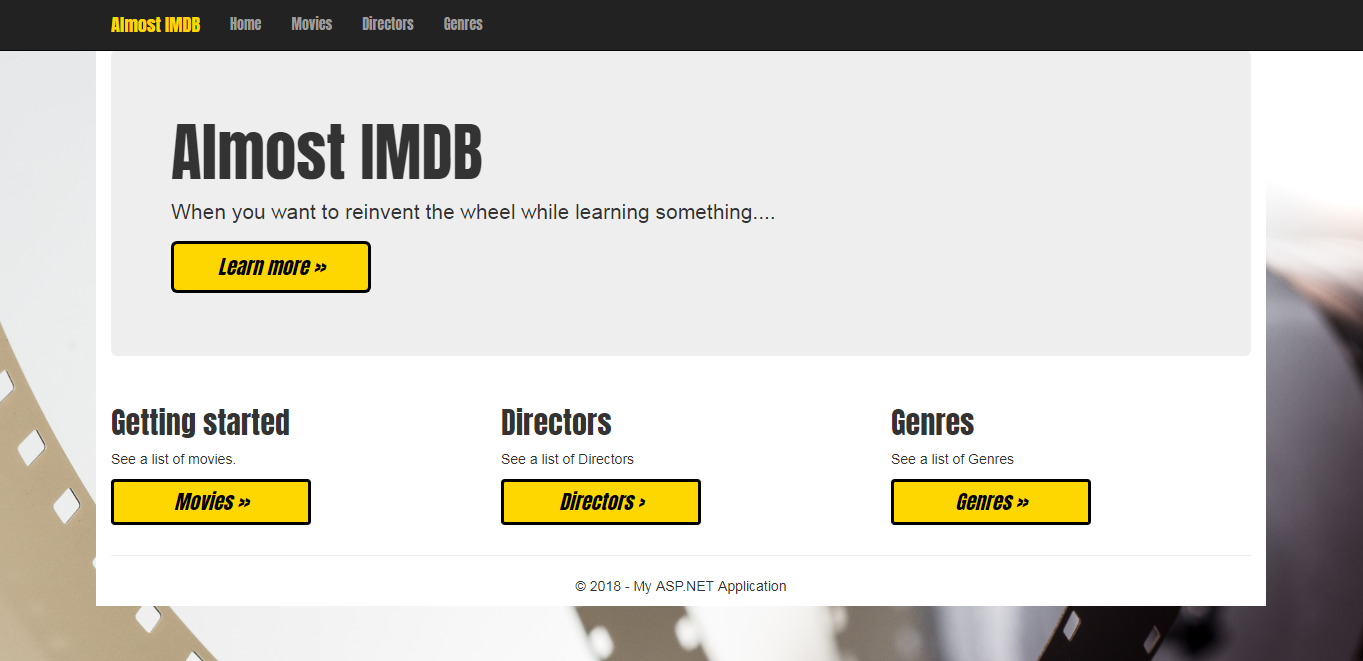 Almost IMDB Home Movies Directors Genres
Almost IMDB
When you want to reinvent the wheel while learning something....
Learn more »
Getting started
See a list of movies.
Movies »
Directors
See a list of Directors
Directors ›
Genres
See a list of Genres
Genres »
© 2018 - My ASP.NET Application